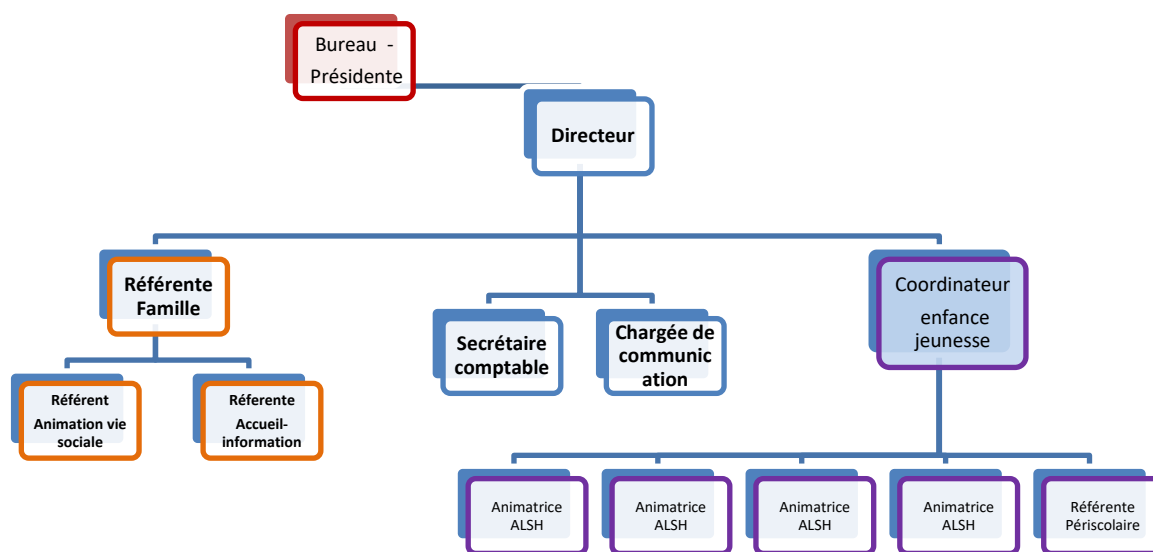 Bureau -
Présidente
Directeur
Référente
Famille
Secrétaire
comptable
Chargée de
communic
ation
Coordinateur
enfance
jeunesse
Référent
Animation vie
sociale
Réferente
Accueil-
information
Animatrice
ALSH
Animatrice
ALSH
Animatrice
ALSH
Animatrice
ALSH
Référente
Périscolaire